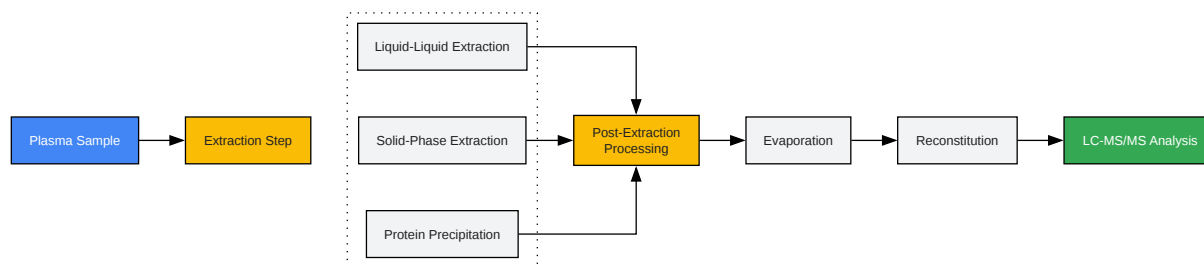 Plasma Sample
Extraction Step
Liquid-Liquid Extraction
Solid-Phase Extraction
Protein Precipitation
Post-Extraction
Processing
Evaporation
Reconstitution
LC-MS/MS Analysis